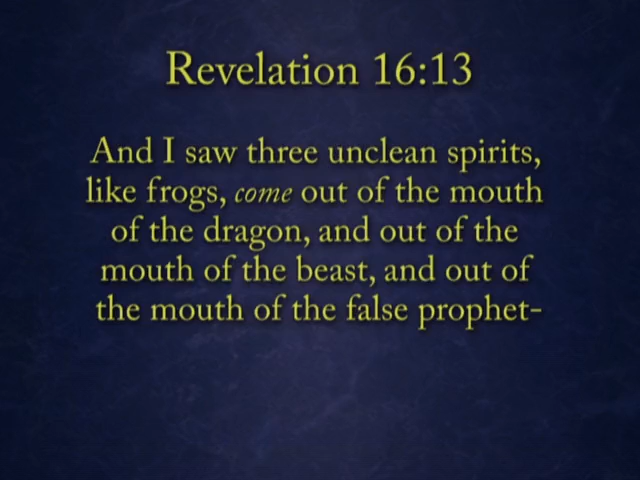 Revelation 16:13
And I saw three unclean spirits,
like frogs, come out of the mouth
of the dragon, and out of the
mouth of the beast, and out of
the mouth of the false prophet-